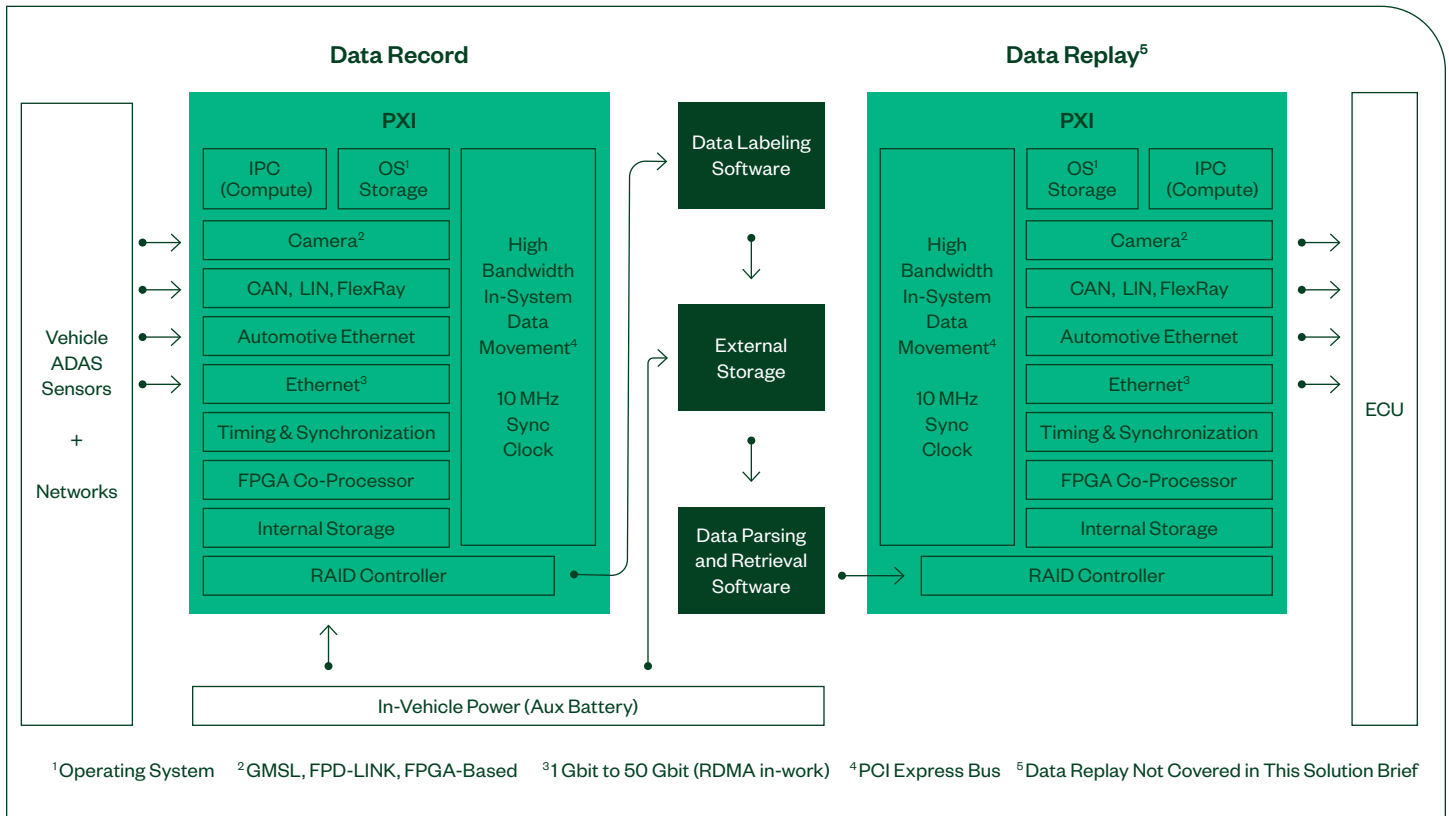 Data Record
Data Replay⁵
Vehicle
ADAS
Sensors
+
Networks
PXI
IPC
(Compute)
OS¹
Storage
Camera²
CAN, LIN, FlexRay
Automotive Ethernet
Ethernet³
Timing & Synchronization
FPGA Co-Processor
Internal Storage
RAID Controller
High
Bandwidth
In-System
Data
Movement⁴
10 MHz
Sync
Clock
Data Labeling
Software
External
Storage
Data Parsing
and Retrieval
Software
PXI
High
Bandwidth
In-System
Data
Movement⁴
10 MHz
Sync
Clock
OS¹
Storage
IPC
(Compute)
Camera²
CAN, LIN, FlexRay
Automotive Ethernet
Ethernet³
Timing & Synchronization
FPGA Co-Processor
Internal Storage
RAID Controller
ECU
In-Vehicle Power (Aux Battery)
¹Operating System ²GMSL, FPD-LINK, FPGA-Based ³1 Gbit to 50 Gbit (RDMA in-work) ⁴PCI Express Bus ⁵Data Replay Not Covered in This Solution Brief